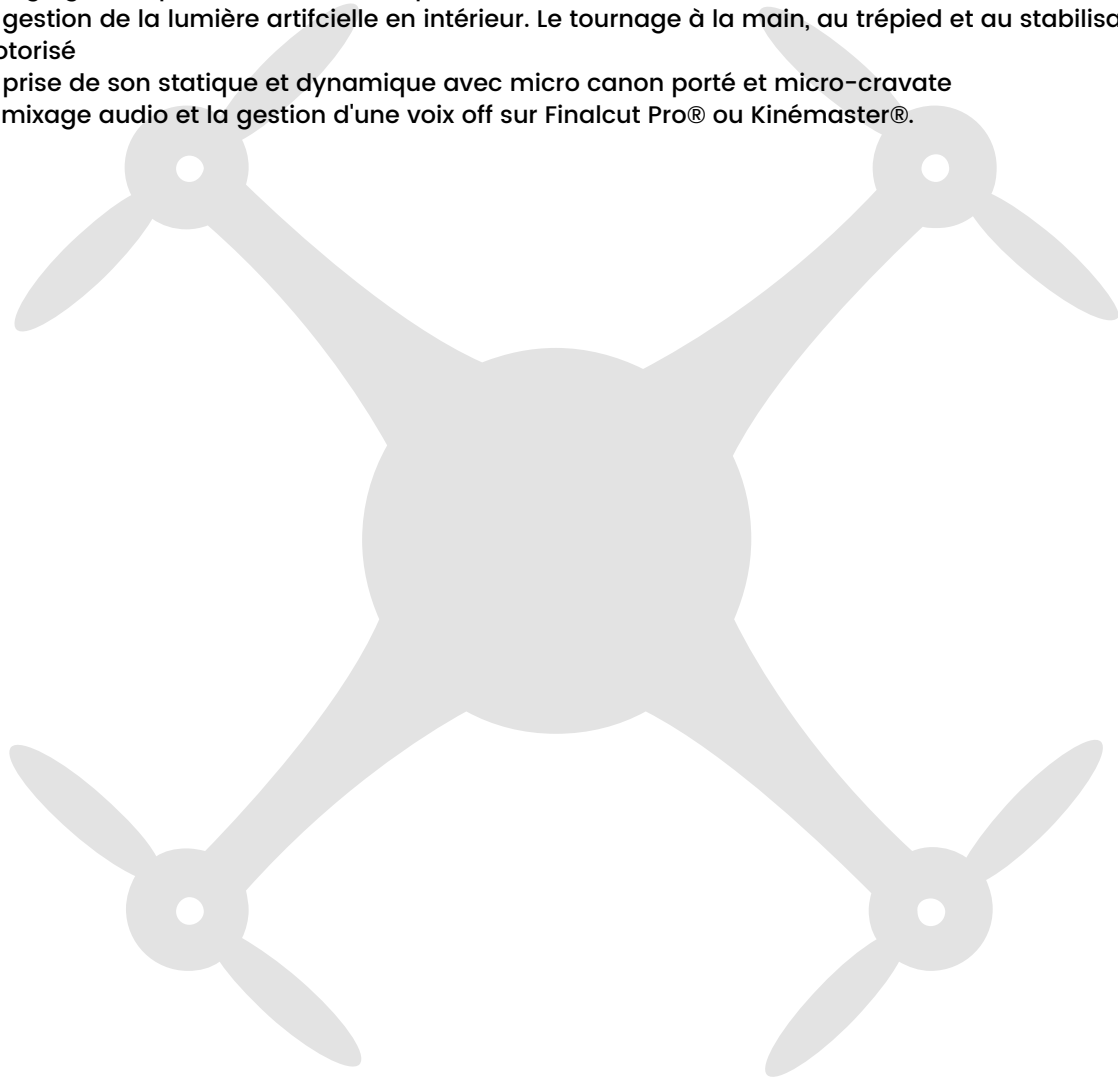 gestion de la lumière artifcielle en intérieur. Le tournage à la main, au trépied et au
otorisé
prise de son statique et dynamique avec micro canon porté et micro-cravate
mixage audio et la gestion d'une voix off sur Finalcut Pro® ou Kinémaster®.